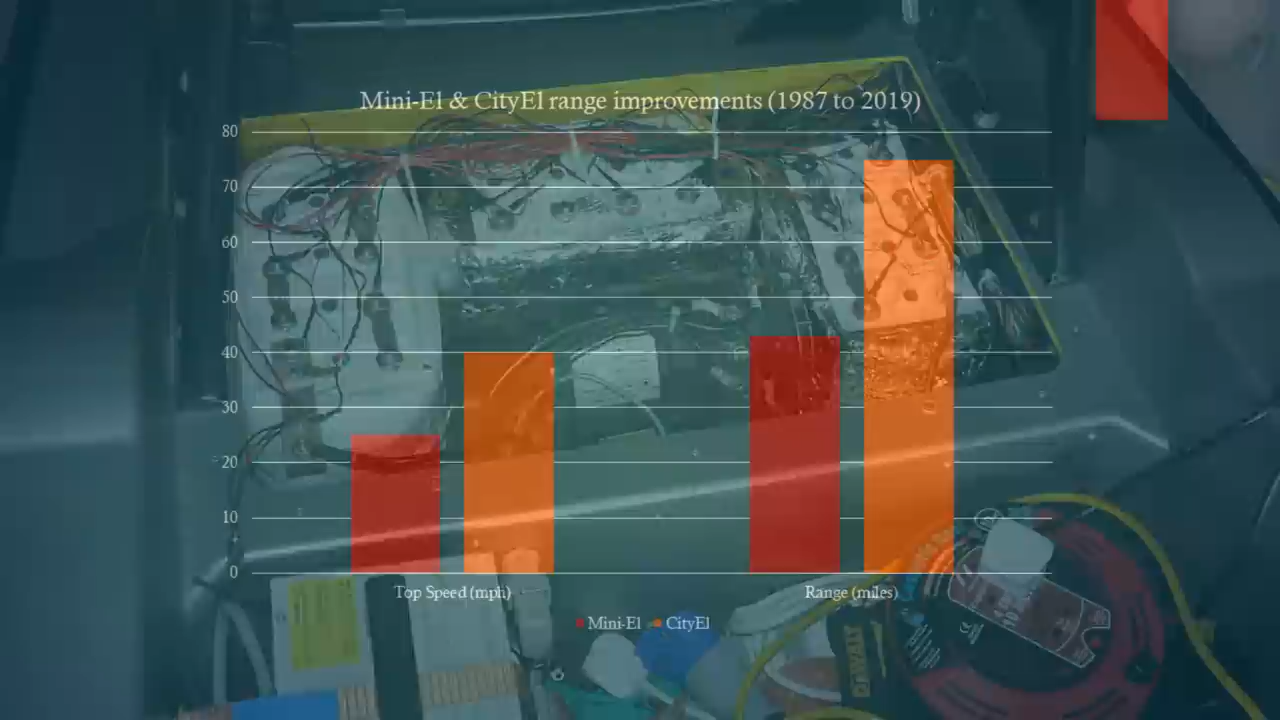 Mini-El & CityEl range improvements (1987 to 2019)
80
70
60
50
40
30
20
10
0
Top Speed (mph)
Range (miles)
Mini-El CityEl
DEWALT